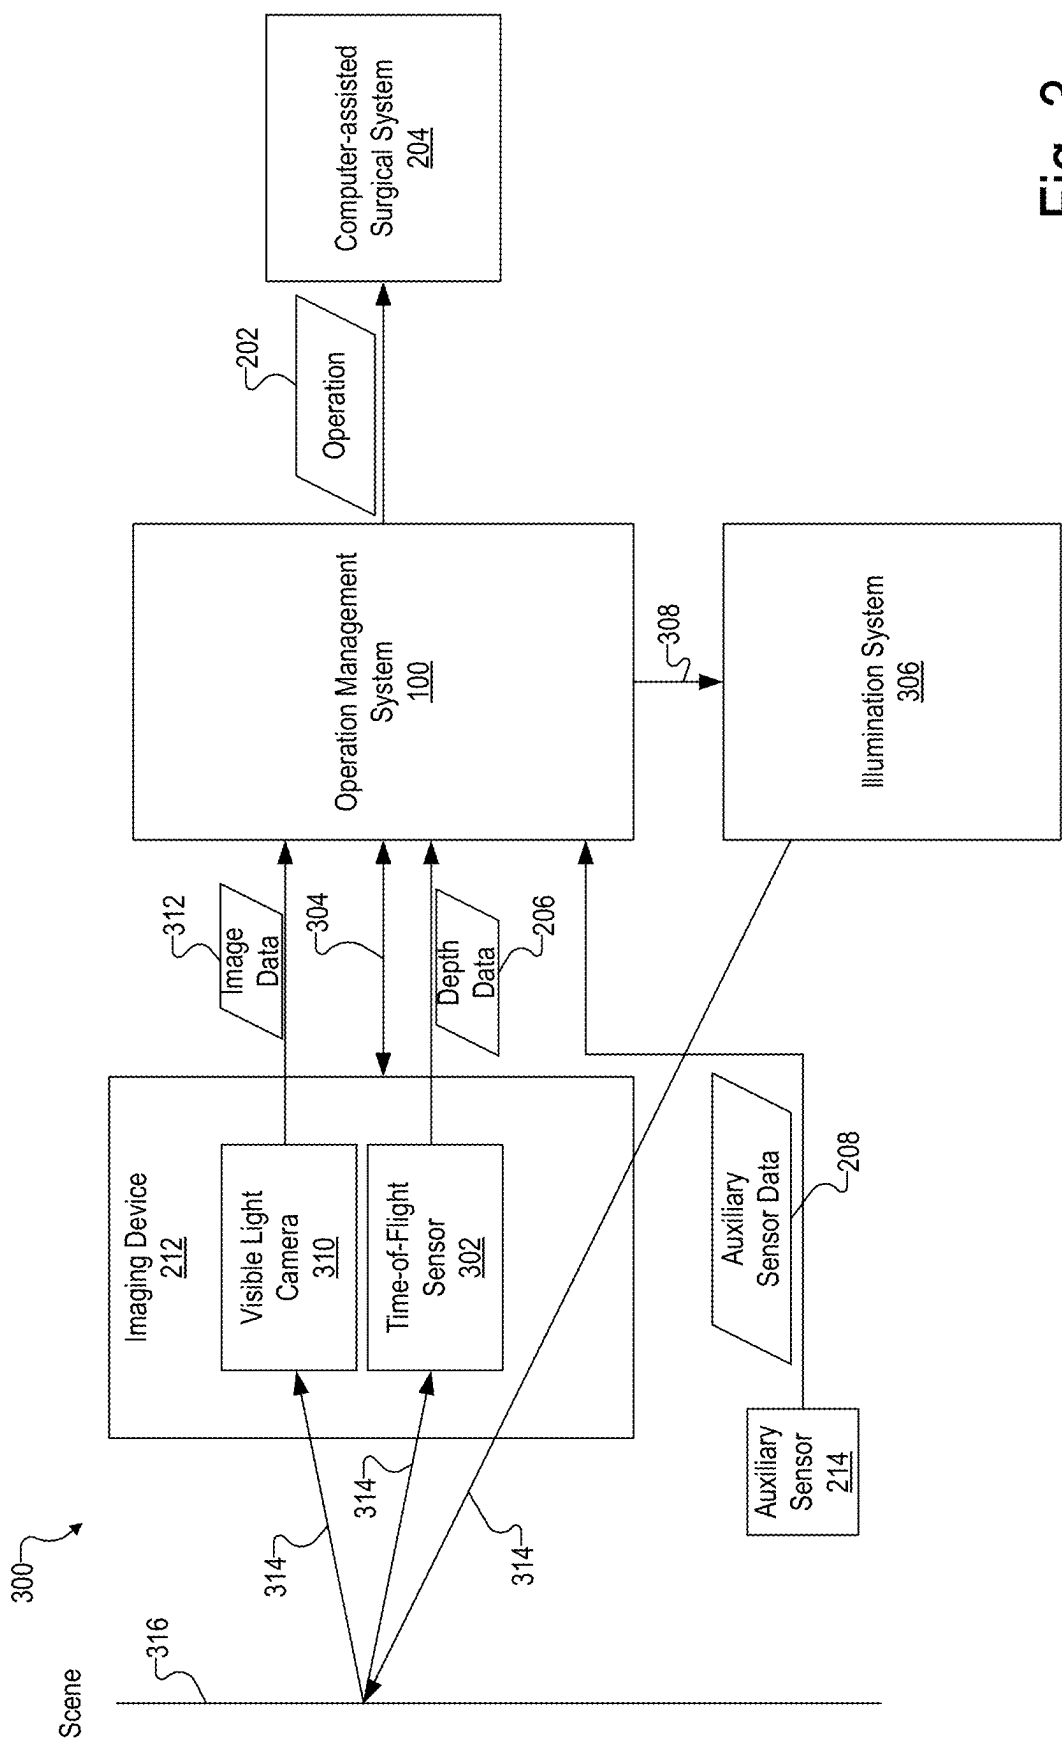 300
Scene
316
Imaging Device
212
Visible Light
Camera
310
Time-of-Flight
Sensor
302
314
314
314
312
Image
Data
304
Depth
Data
206
Operation Management
System
100
202
Operation
Computer-assisted
Surgical System
204
308
Illumination System
306
Auxiliary
Sensor Data
208
Auxiliary
Sensor
214
Fig.